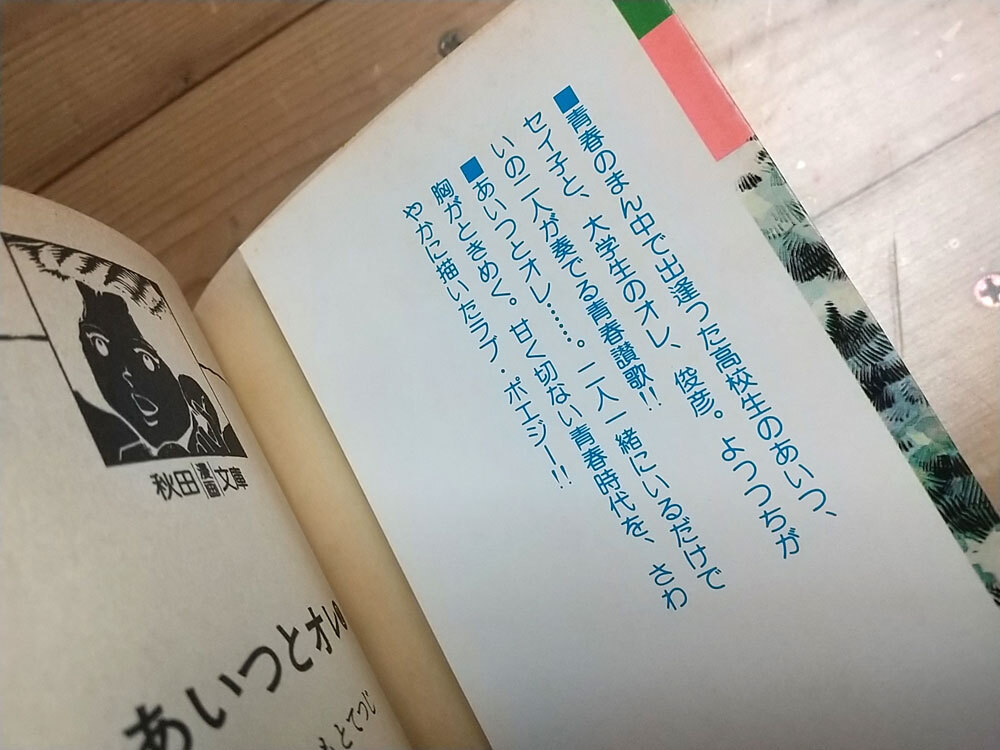 ■青春のまん中で出逢った高校生のあいつ、
セイ子と、大学生のオレ、俊彦。よっつちが
いの二人が奏でる青春讃歌!!
■あいつとオレ……。二人一緒にいるだけで
胸がときめく。甘く切ない青春時代を、さわ
やかに描いたラブ・ポエジー!!
秋田漫画文庫
あいつとオレ
もとてつじ